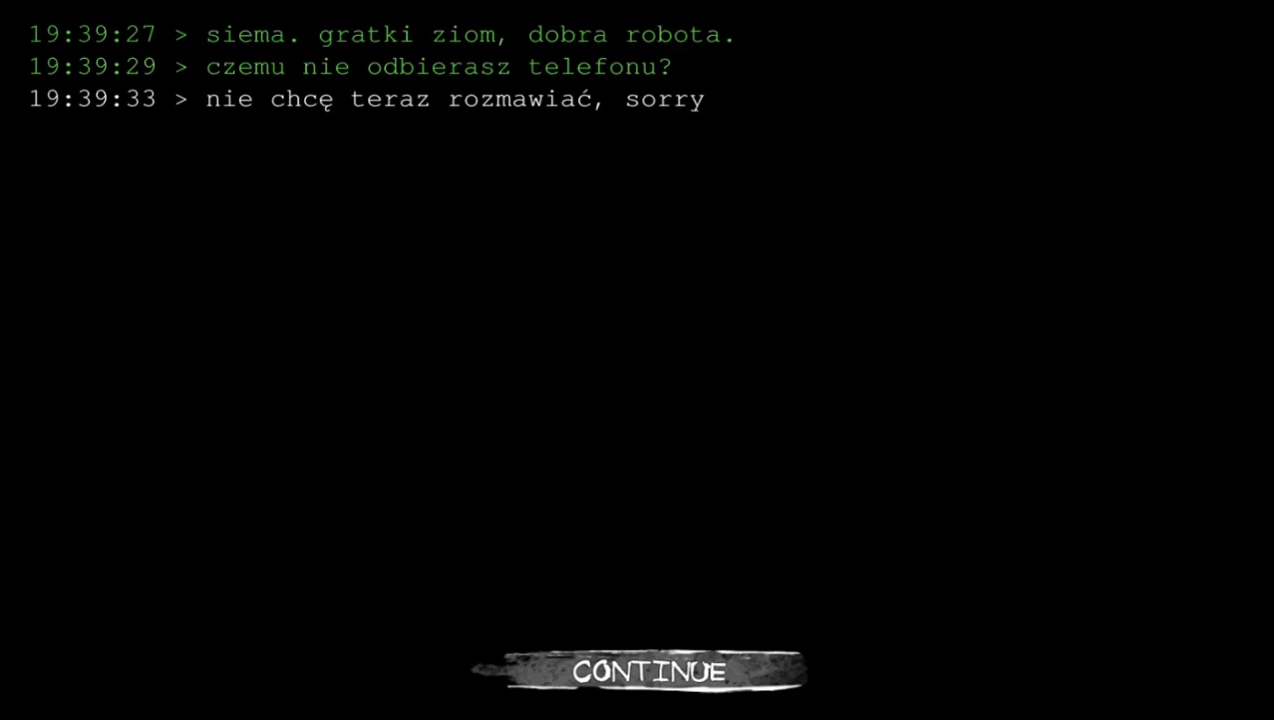 19:39:27 > siema. gratki ziom, dobra robota.
19:39:29 > czemu nie odbierasz telefonu?
19:39:33 > nie chcę teraz rozmawiać, sorry
CONTINUE